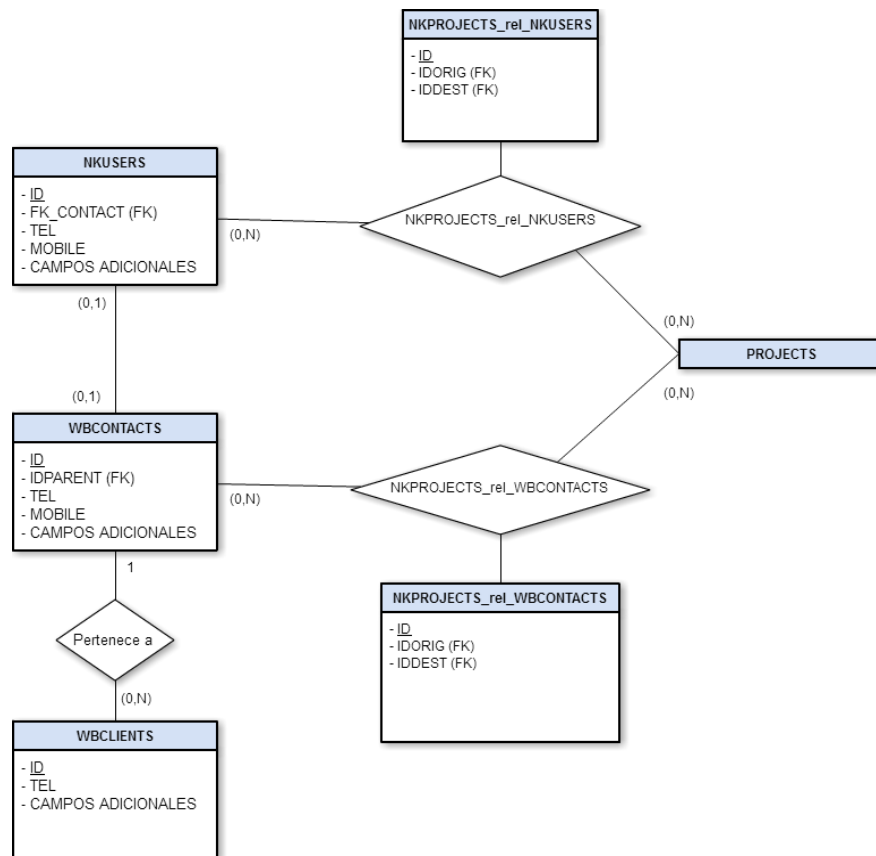 NKPROJECTS_rel_NKUSERS
- ID
- IDORIG (FK)
- IDDEST (FK)
NKUSERS
- ID
- FK_CONTACT (FK)
- TEL
- MOBILE
- CAMPOS ADICIONALES
NKPROJECTS_rel_NKUSERS
(0,N)
(0,1)
(0,N)
PROJECTS
(0,N)
(0,1)
WBCONTACTS
- ID
- IDPARENT (FK)
- TEL
- MOBILE
- CAMPOS ADICIONALES
NKPROJECTS_rel_WBCONTACTS
(0,N)
1
NKPROJECTS_rel_WBCONTACTS
- ID
- IDORIG (FK)
- IDDEST (FK)
Pertenece a
(0,N)
WBCLIENTS
- ID
- TEL
- CAMPOS ADICIONALES